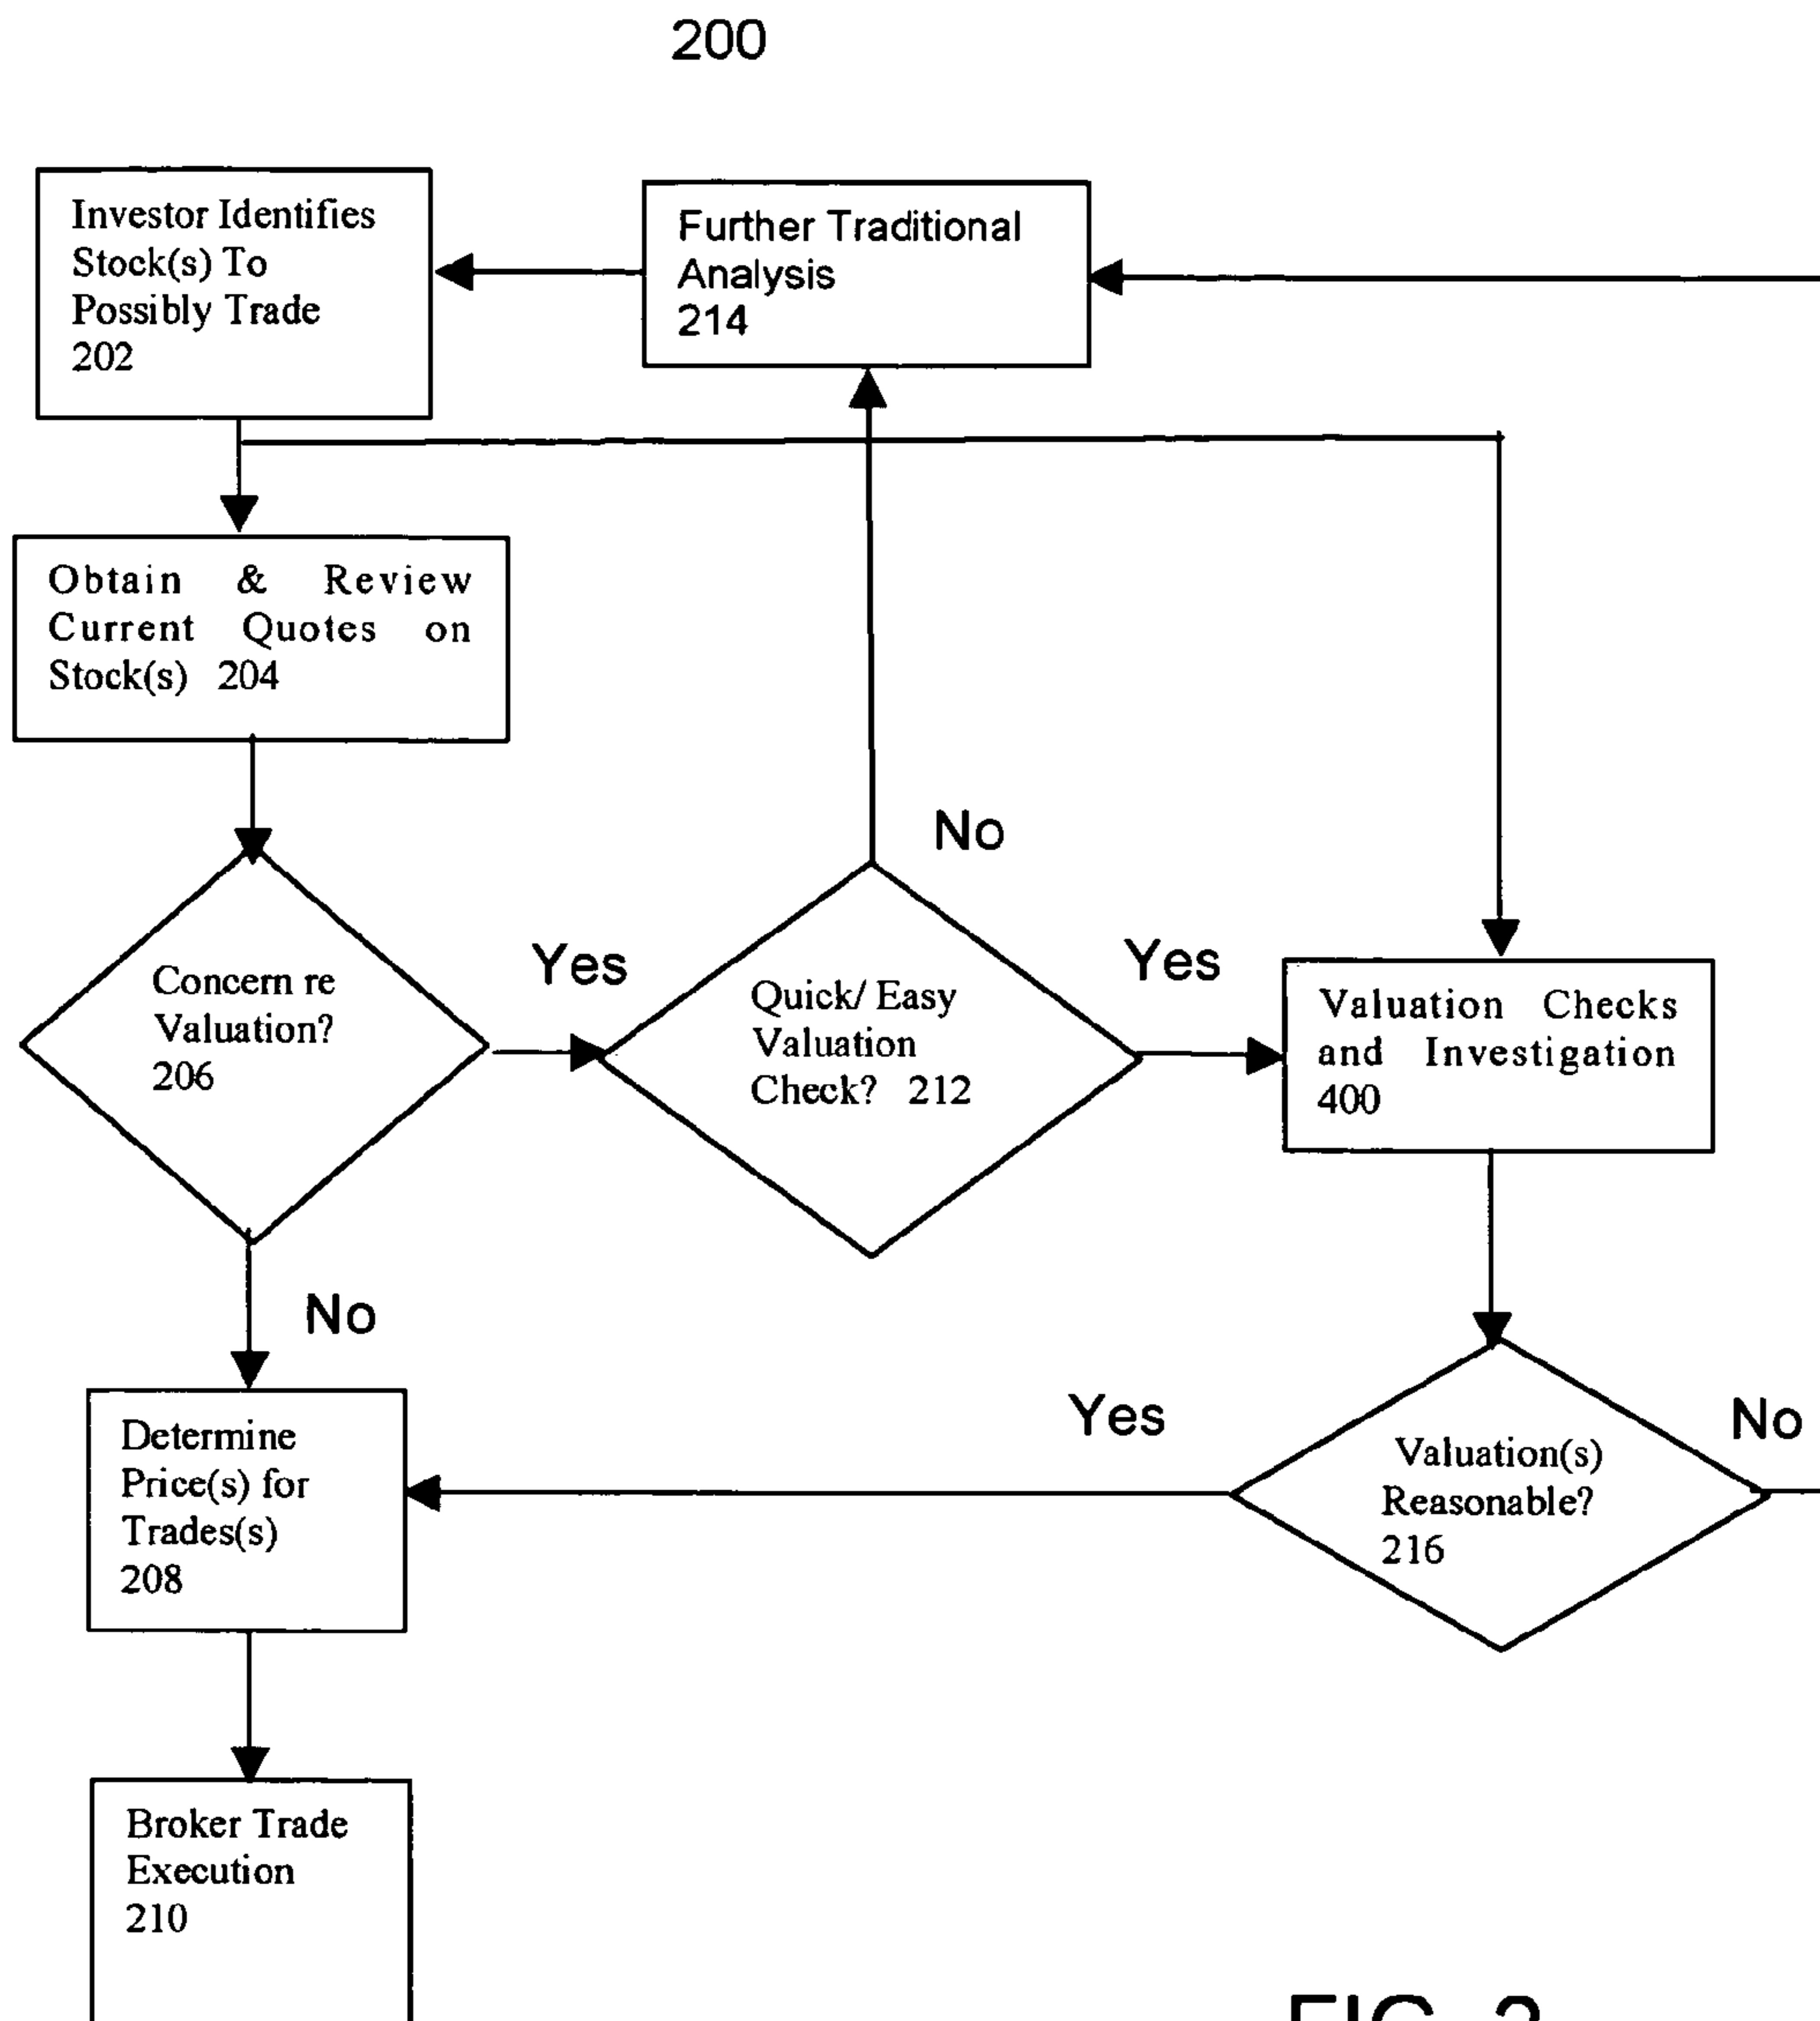 200
Investor Identifies
Stock(s) To
Possibly Trade
202
Further Traditional
Analysis
214
Obtain & Review
Current Quotes on
Stock(s) 204
No
Concern re
Valuation?
206
Yes
Quick/ Easy
Valuation
Check? 212
Yes
Valuation Checks
and Investigation
400
No
Determine
Price(s) for
Trades(s)
208
Yes
Valuation(s)
Reasonable?
216
No
Broker Trade
Execution
210